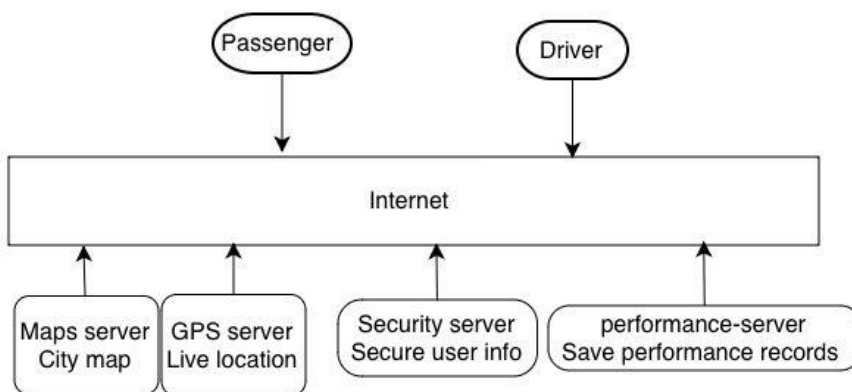 Passenger
Driver
Internet
Maps server
City map
GPS server
Live location
Security server
Secure user info
performance-server
Save performance records